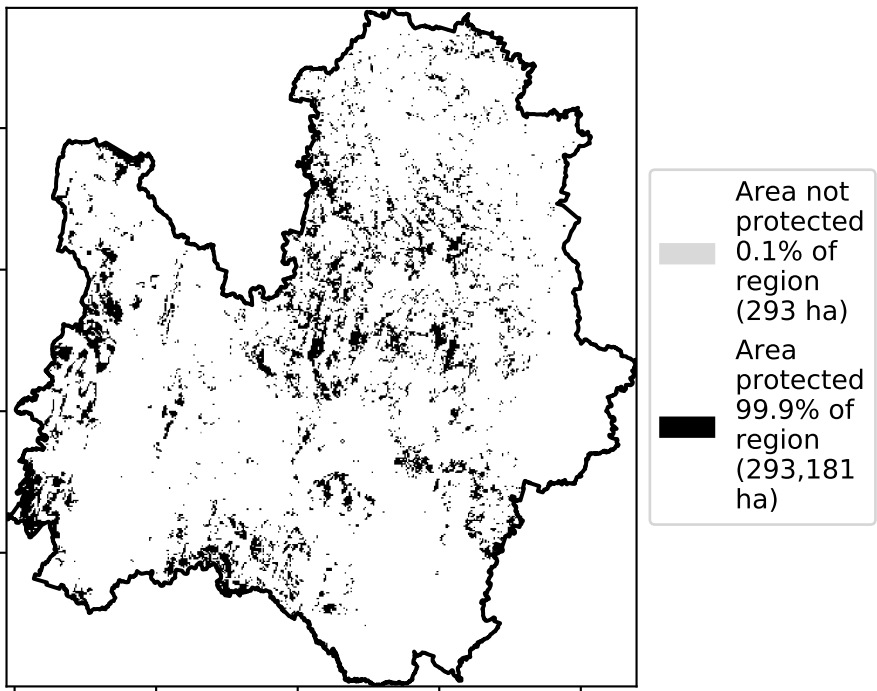 Area not
protected
0.1% of
region
(293 ha)
Area
protected
99.9% of
region
(293,181
ha)